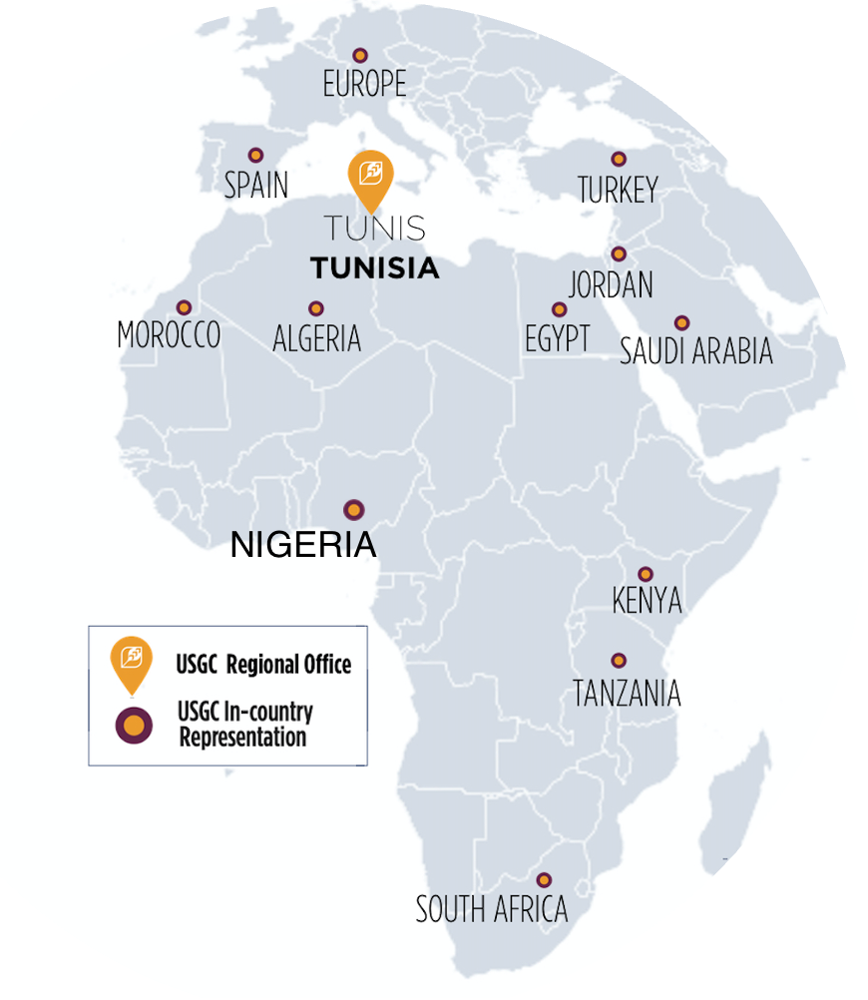 EUROPE
SPAIN
TURKEY
TUNIS
TUNISIA
JORDAN
MOROCCO
ALGERIA
EGYPT
SAUDI ARABIA
NIGERIA
KENYA
USGC Regional Office
TANZANIA
USGC In-country
Representation
SOUTH AFRICA